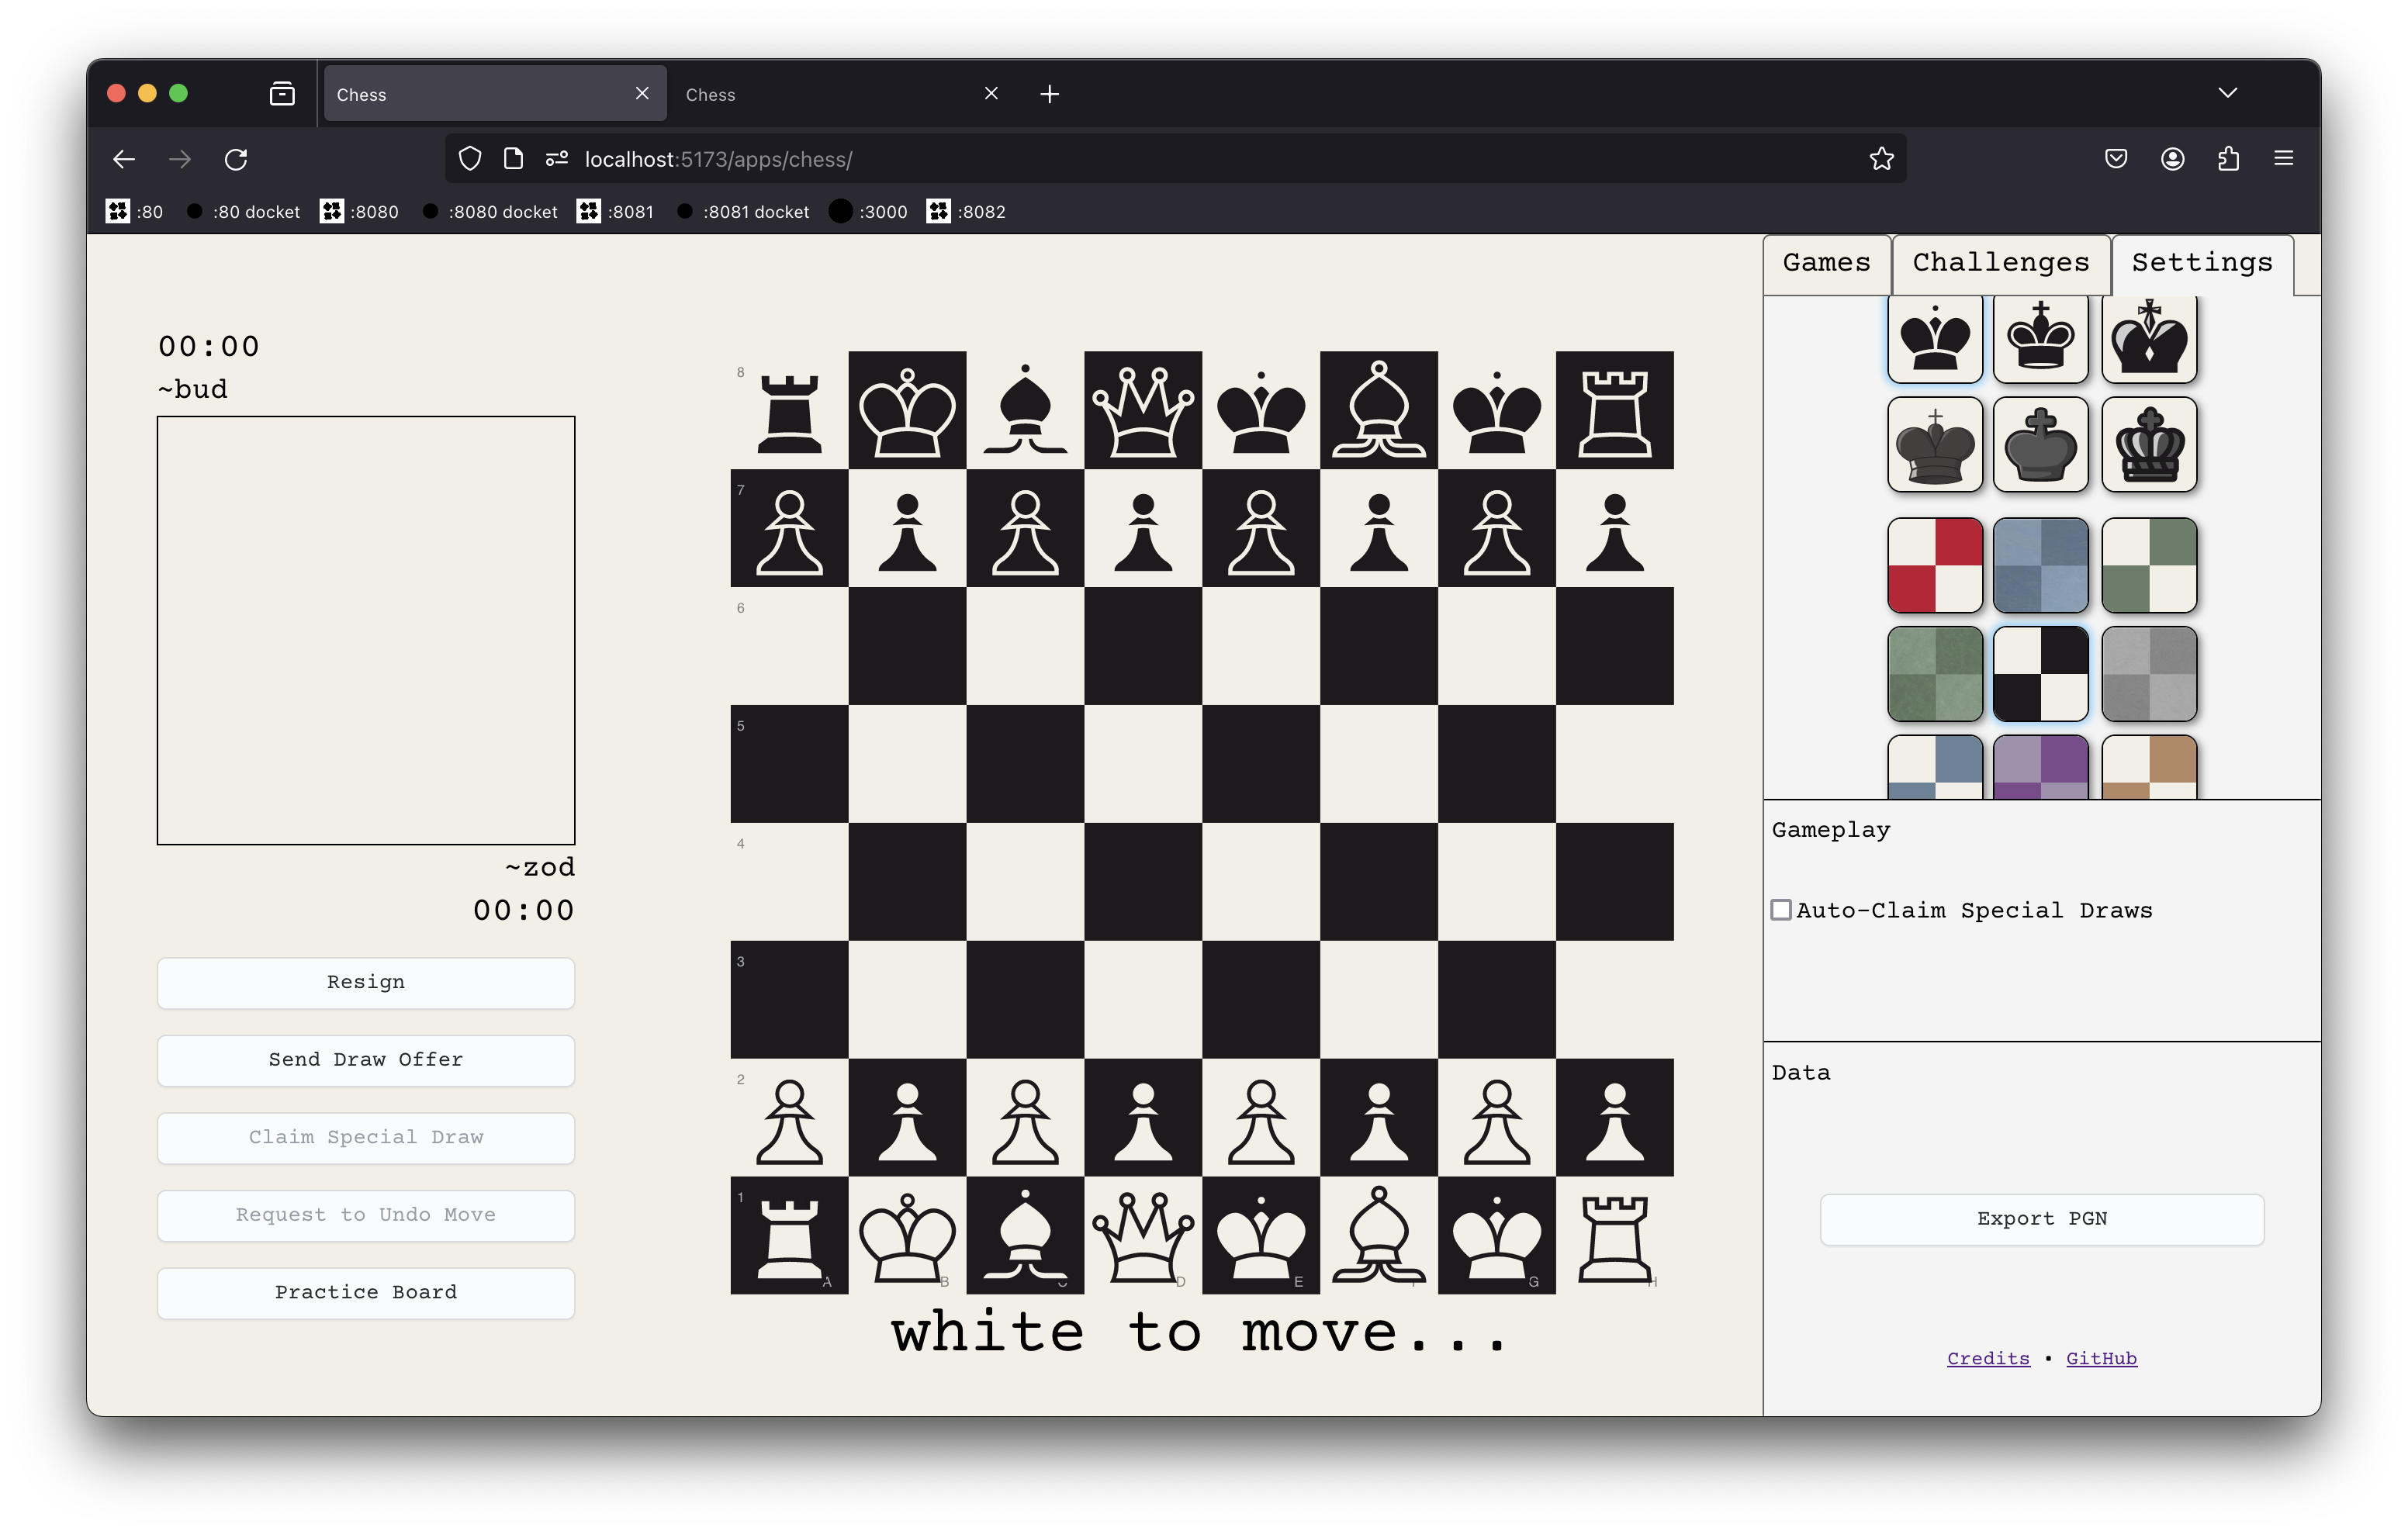 Chess
Chess
localhost:5173/apps/chess/
:80
:80 docket
:8080
:8080 docket
:8081
:8081 docket
:3000
:8082
Games
Challenges
Settings
00:00
~bud
~zod
00:00
Resign
Send Draw Offer
Claim Special Draw
Request to Undo Move
Practice Board
8
7
6
5
4
3
2
1
A B D E G H
white to move...
Gameplay
Auto-Claim Special Draws
Data
Export PGN
Credits • GitHub